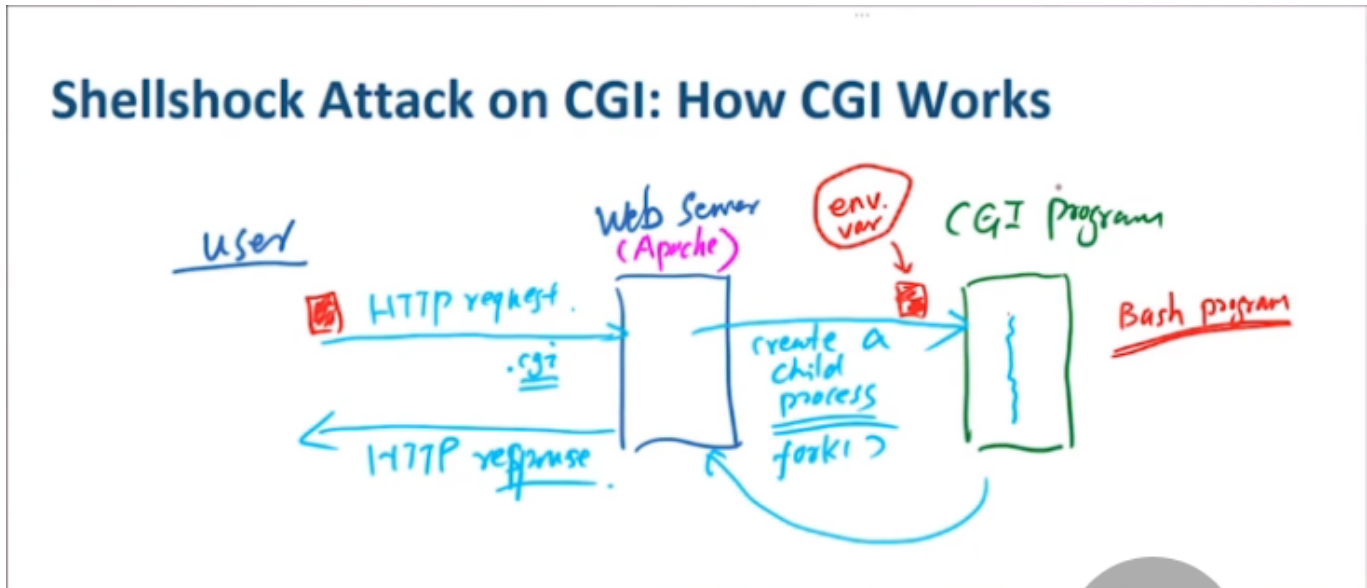 Shellshock Attack on CGI: How CGI Works
user
Web Server
(Apache)
env.
var
CGI program
HTTP request.
.cgi
create a
child
process
fork()
Bash program
HTTP response.